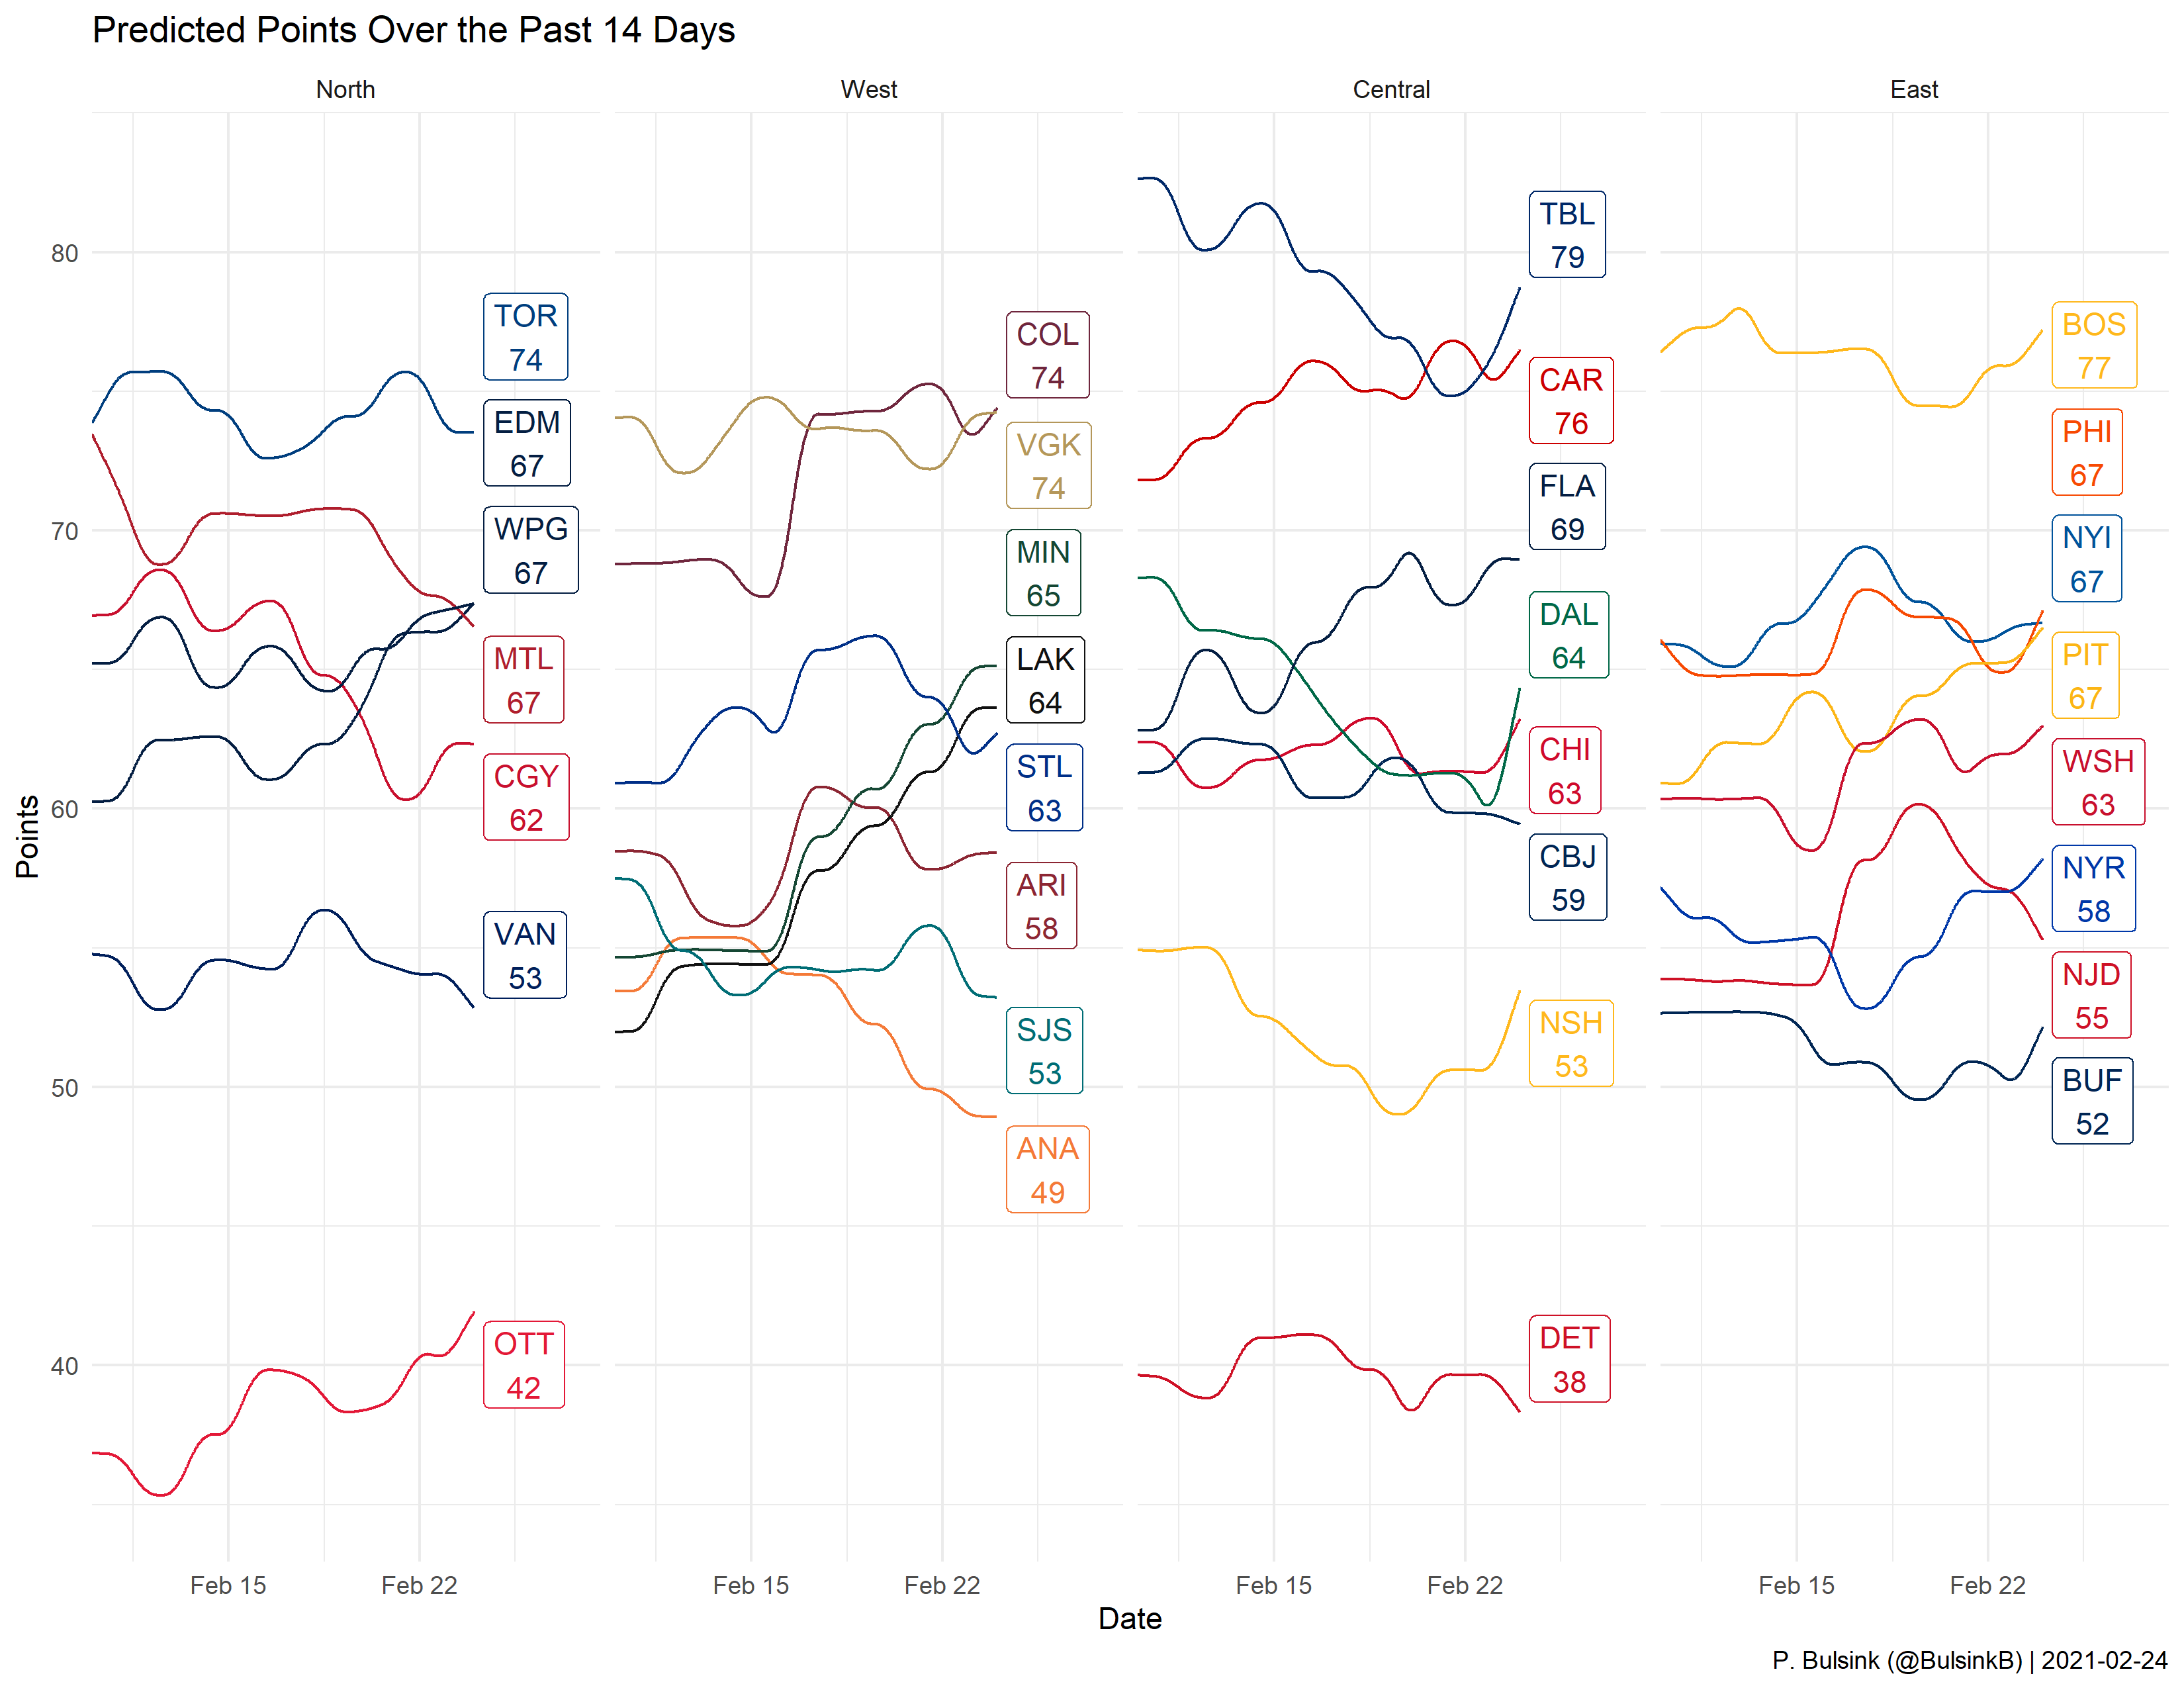 Predicted Points Over the Past 14 Days
North
West
Central
East
Points
80
70
60
50
40
TOR
74
EDM
67
WPG
67
MTL
67
CGY
62
VAN
53
OTT
42
COL
74
VGK
74
MIN
65
LAK
64
STL
63
ARI
58
SJS
53
ANA
49
TBL
79
CAR
76
FLA
69
DAL
64
CHI
63
CBJ
59
NSH
53
DET
38
BOS
77
PHI
67
NYI
67
PIT
67
WSH
63
NYR
58
NJD
55
BUF
52
Feb 15
Feb 22
Feb 15
Feb 22
Feb 15
Feb 22
Feb 15
Feb 22
Date
P. Bulsink (@BulsinkB) | 2021-02-24